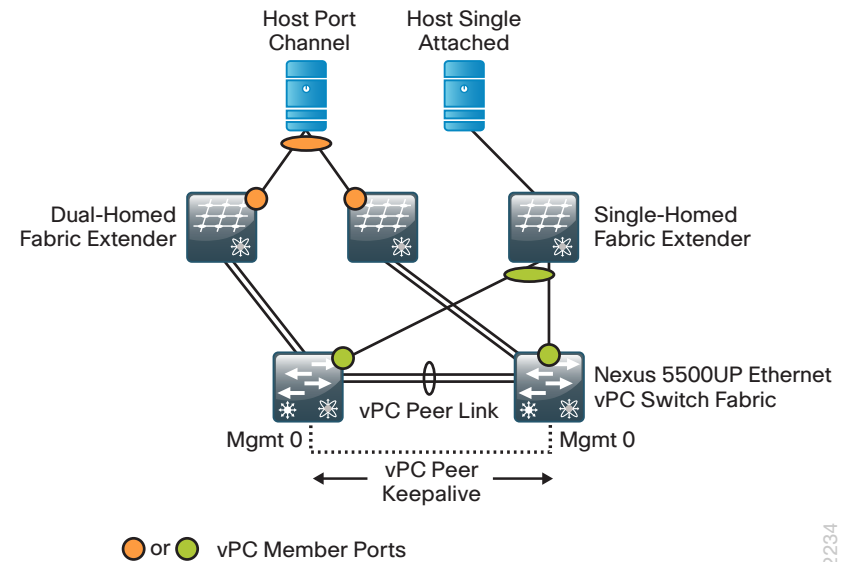 Host Port
Channel
Host Single
Attached
Dual-Homed
Fabric Extender
Single-Homed
Fabric Extender
Nexus 5500UP Ethernet
vPC Switch Fabric
vPC Peer Link
Mgmt 0
Mgmt 0
vPC Peer
Keepalive
or
vPC Member Ports
2234